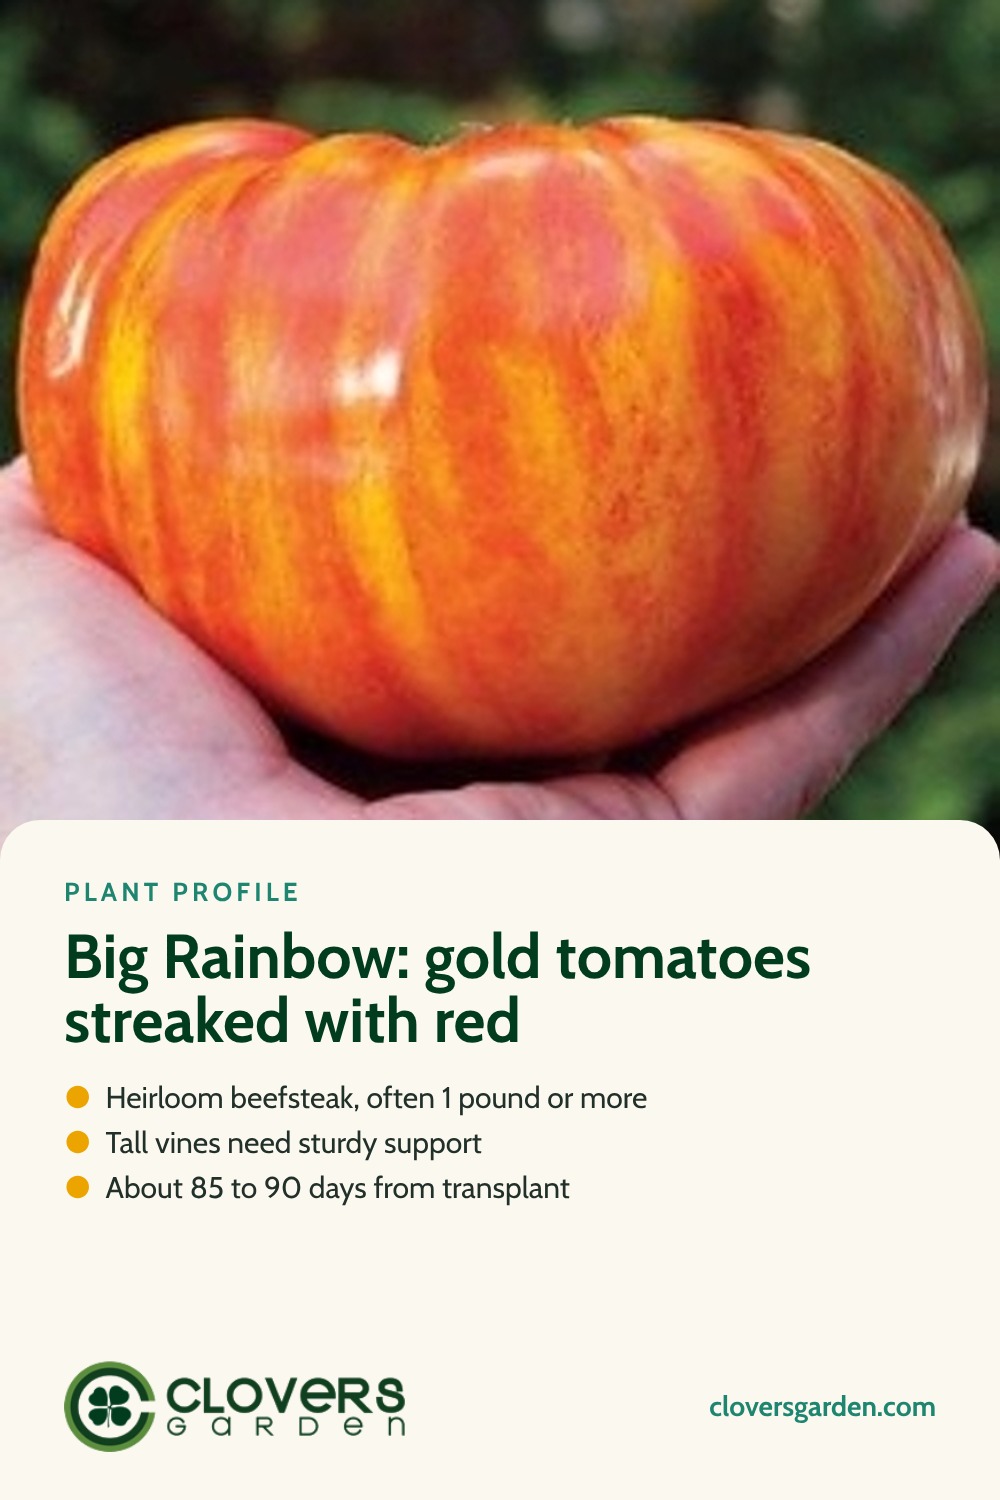 PLANT PROFILE
Big Rainbow: gold tomatoes
streaked with red
Heirloom beefsteak, often 1 pound or more
Tall vines need sturdy support
About 85 to 90 days from transplant
CLOVERS
GARDEN
cloversgarden.com